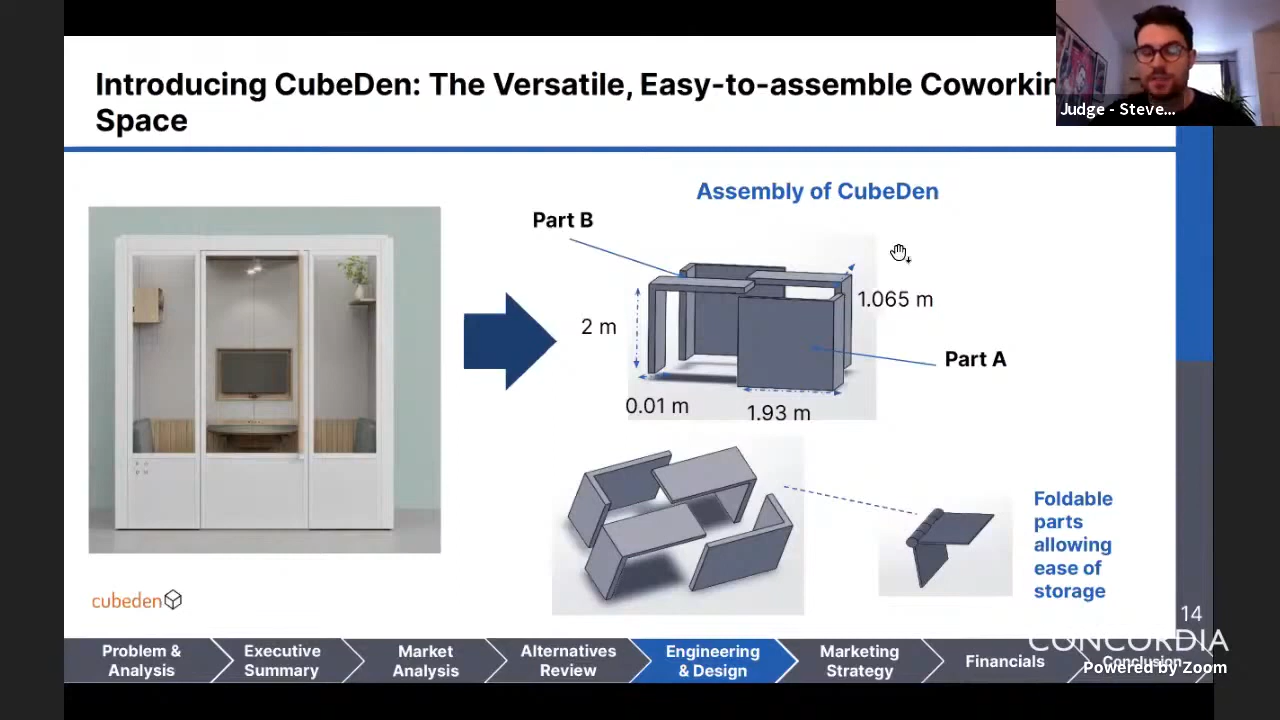 Introducing CubeDen: The Versatile, Easy-to-assemble Coworkin
Space
Judge - Steve...
Assembly of CubeDen
Part B
1.065 m
2 m
Part A
0.01 m
1.93 m
Foldable
parts
allowing
ease of
storage
cubeden
14
CONCORDIA
Powered by Zoom
Problem &
Analysis
Executive
Summary
Market
Analysis
Alternatives
Review
Engineering
& Design
Marketing
Strategy
Financials
Conclusion